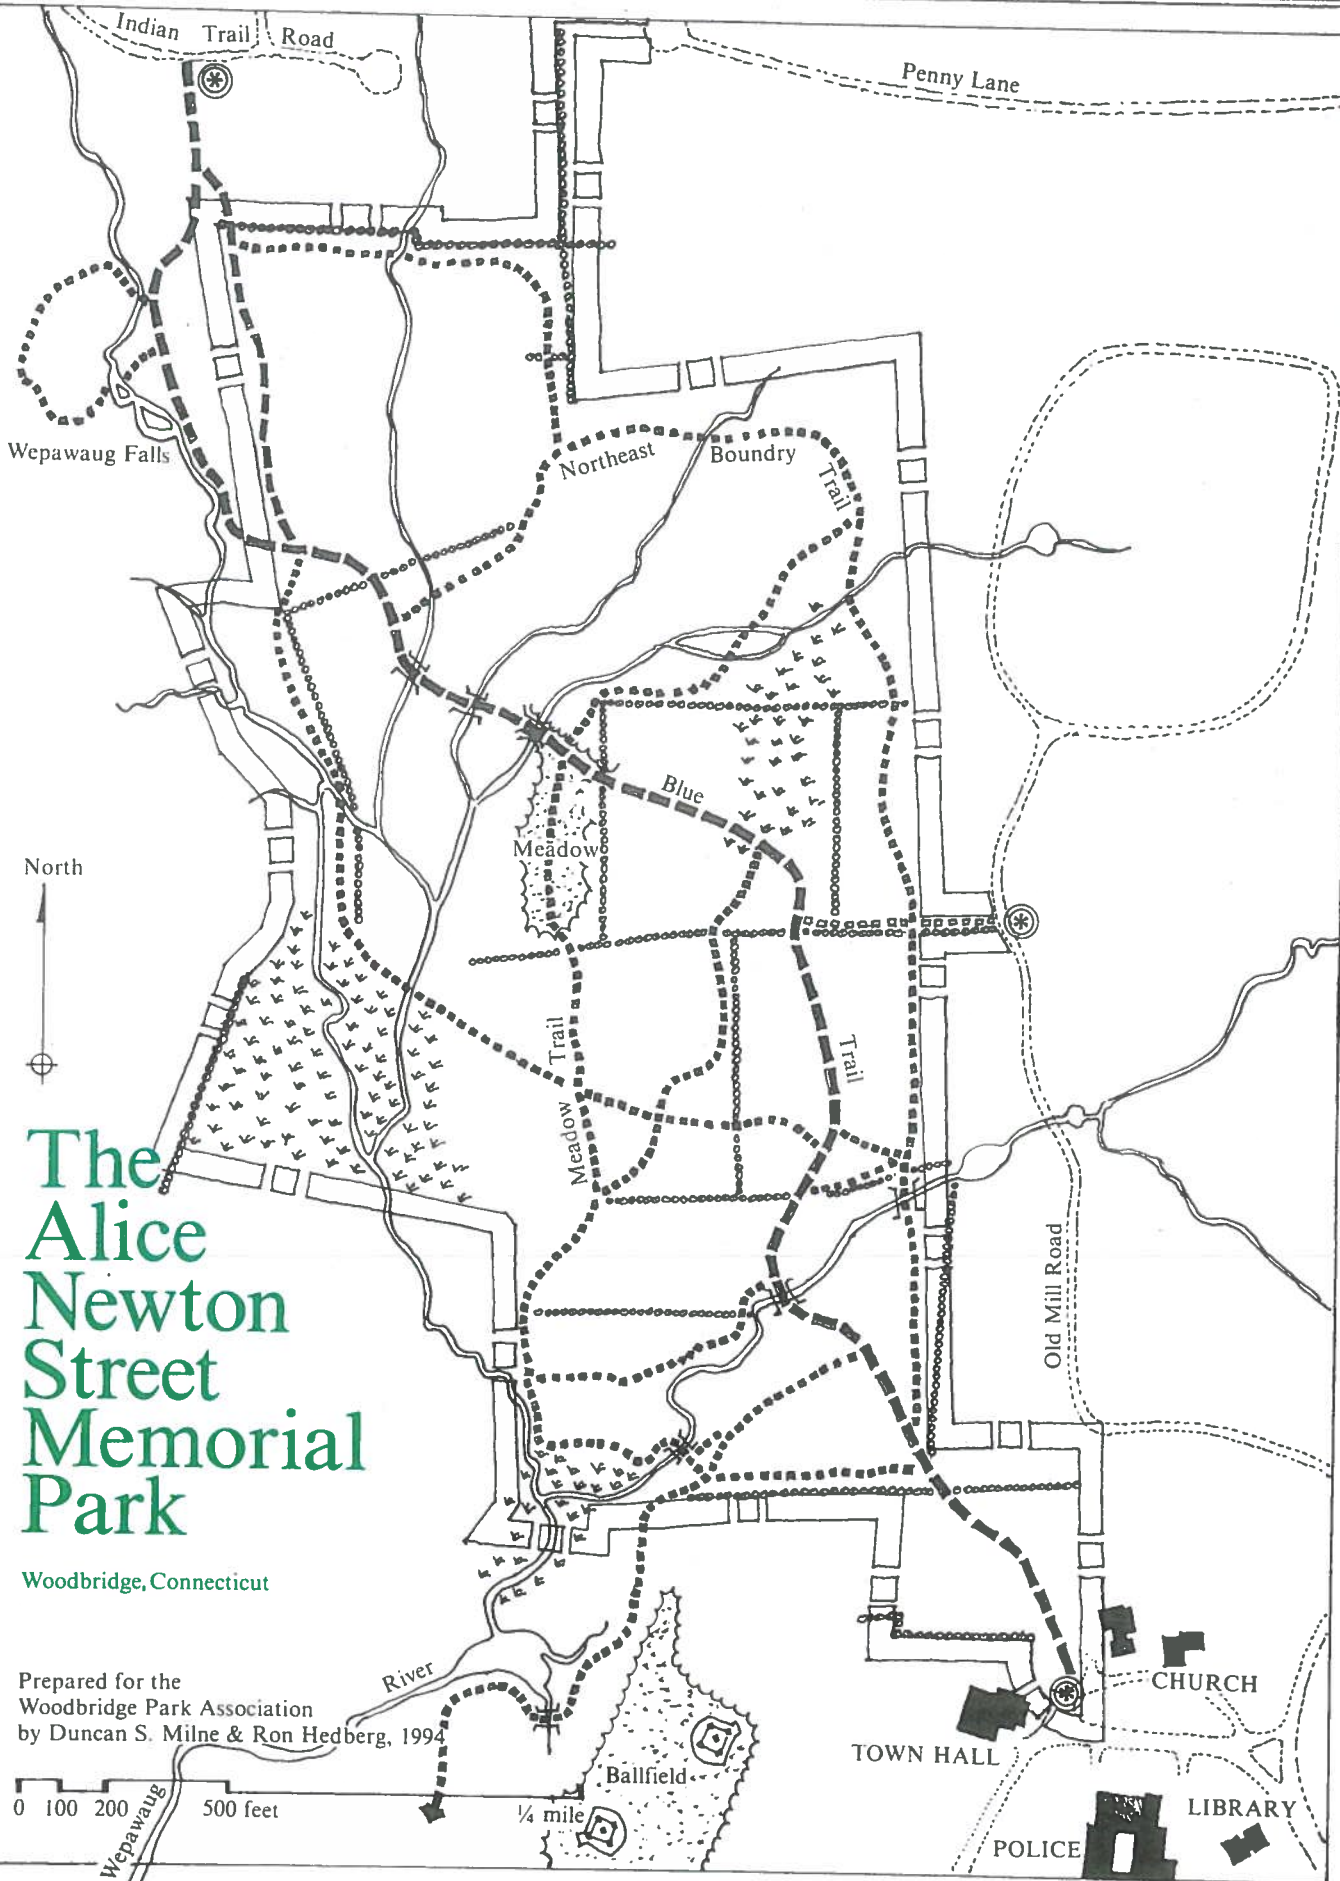 Indian Trail Road
Penny Lane
Wepawaug Falls
Northeast
Boundry
Trail
Blue
Meadow
North
Trail
Trail
Meadow
The
Alice
Newton
Street
Memorial
Park
Woodbridge, Connecticut
Old Mill Road
Prepared for the
Woodbridge Park Association
by Duncan S. Milne & Ron Hedberg, 1994
River
CHURCH
TOWN HALL
Ballfield
0 100 200 500 feet ¼ mile
LIBRARY
POLICE
Wepawaug